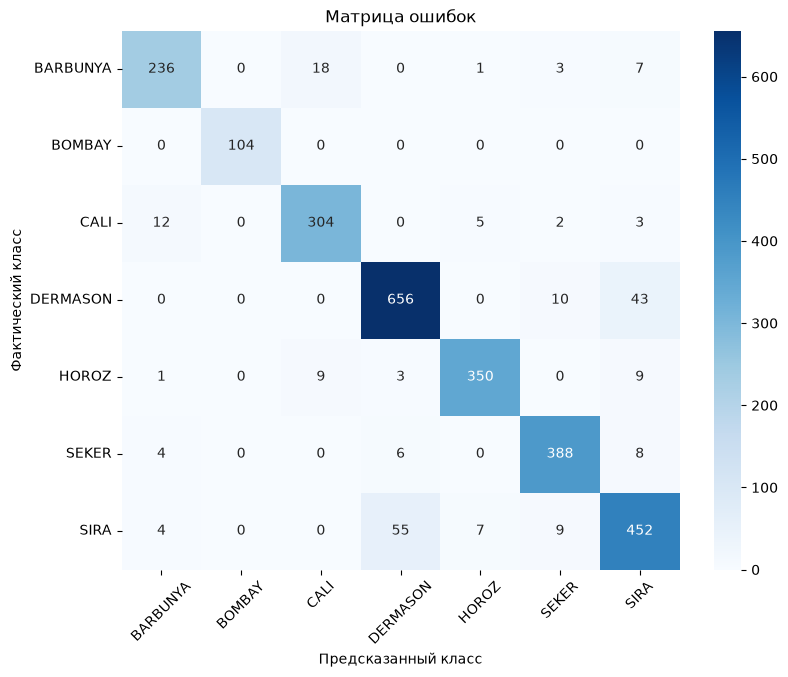 Матрица ошибок
BARBUNYA 236 0 18 0 1 3 7
BOMBAY 0 104 0 0 0 0 0
CALI 12 0 304 0 5 2 3
DERMASON 0 0 0 656 0 10 43
HOROZ 1 0 9 3 350 0 9
SEKER 4 0 0 6 0 388 8
SIRA 4 0 0 55 7 9 452
Фактический класс
BARBUNYA BOMBAY CALI DERMASON HOROZ SEKER SIRA
Предсказанный класс
600
500
400
300
200
100
0